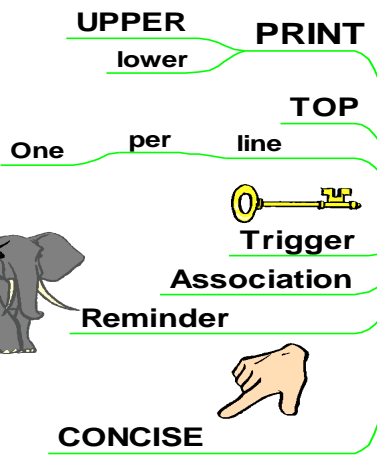 UPPER
PRINT
lower
TOP
One per line
Trigger
Association
Reminder
CONCISE